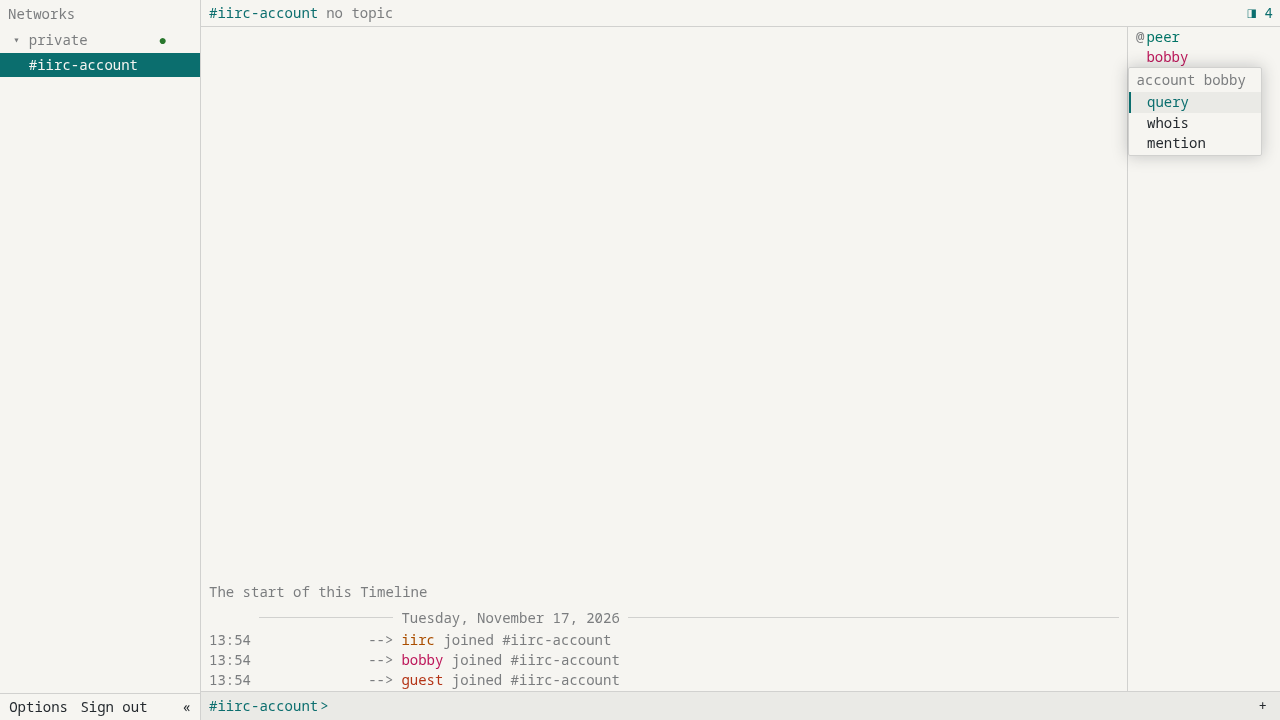 Networks
▾ private ●
#iirc-account
#iirc-account no topic
◨ 4
@peer
bobby
account bobby
query
whois
mention
The start of this Timeline
Tuesday, November 17, 2026
13:54 --> iirc joined #iirc-account
13:54 --> bobby joined #iirc-account
13:54 --> guest joined #iirc-account
Options Sign out «
#iirc-account> +